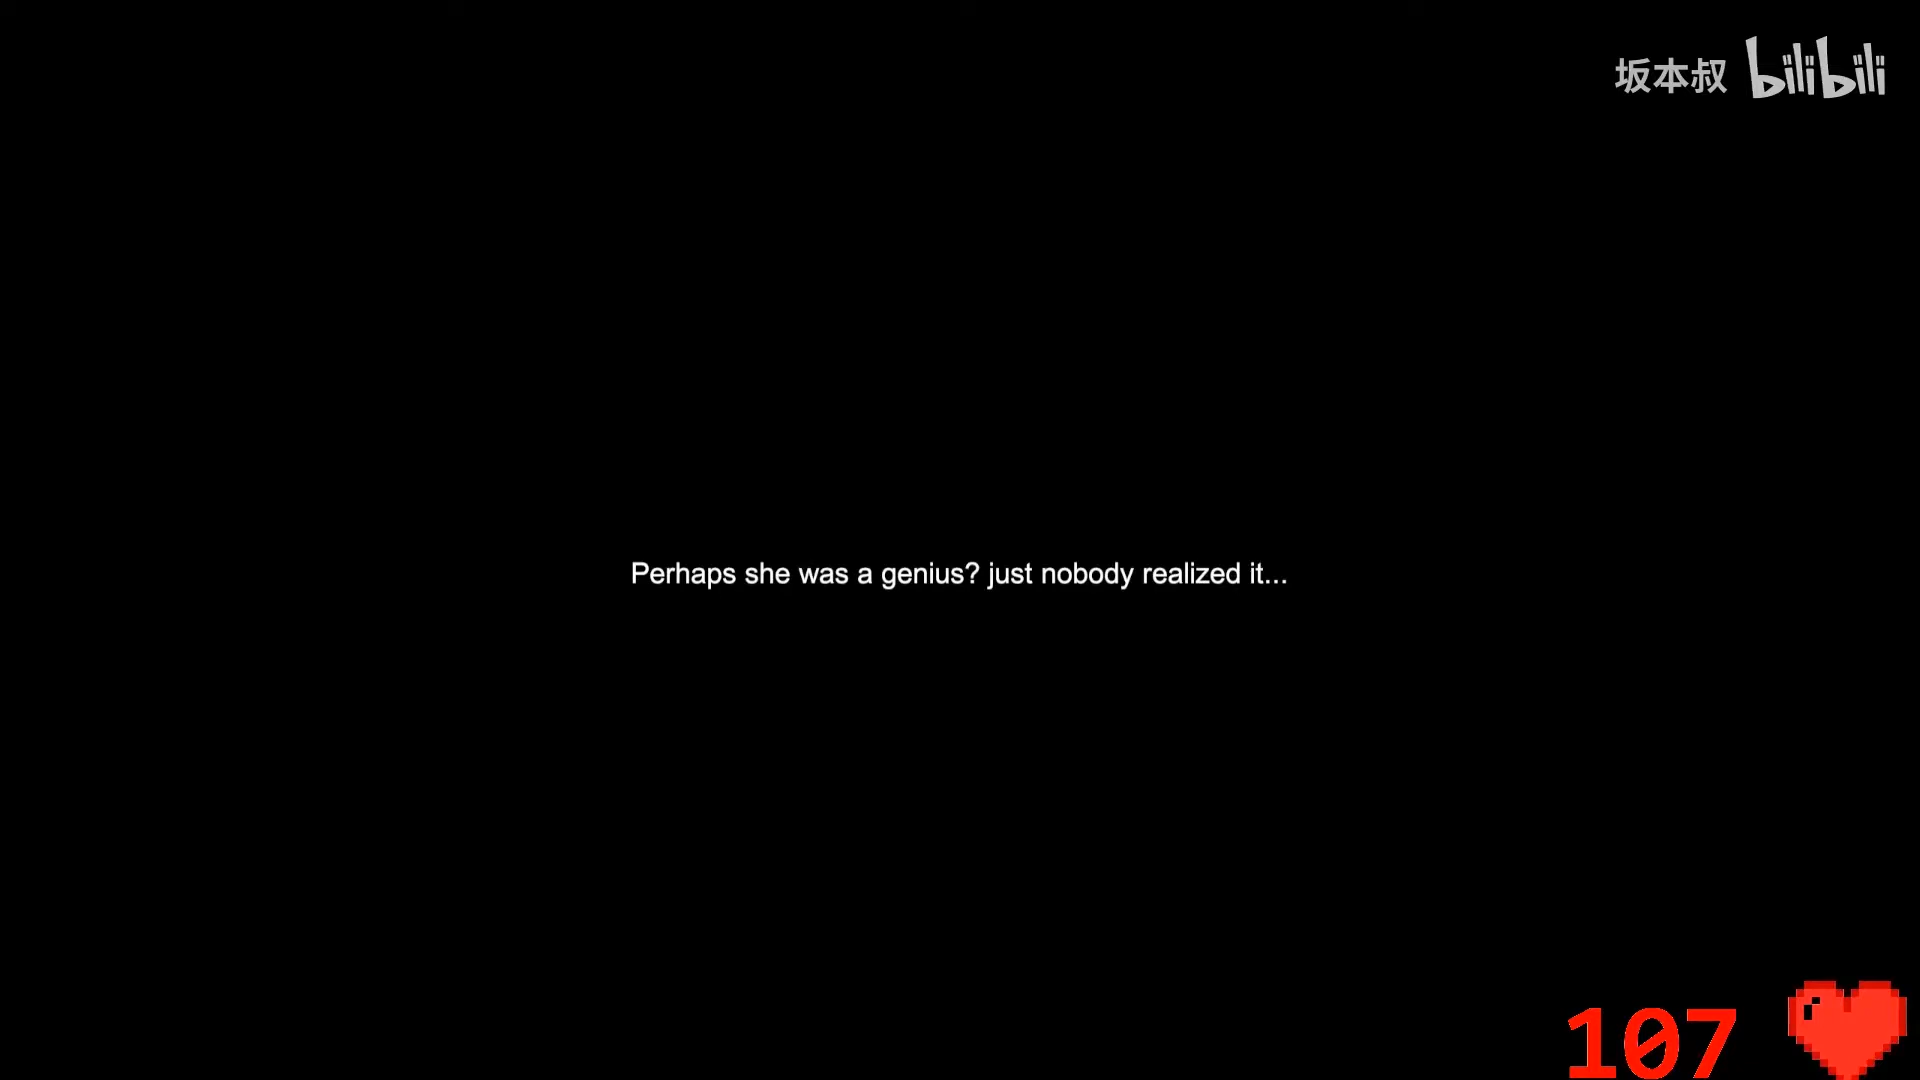 坂本叔 bilibili
Perhaps she was a genius? just nobody realized it...
107